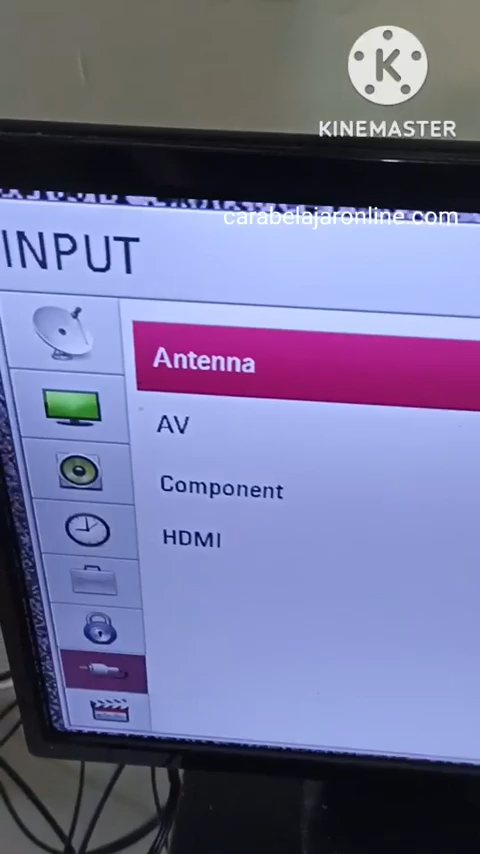 KINEMASTER
carabelajaronline.com
INPUT
Antenna
AV
Component
HDMI